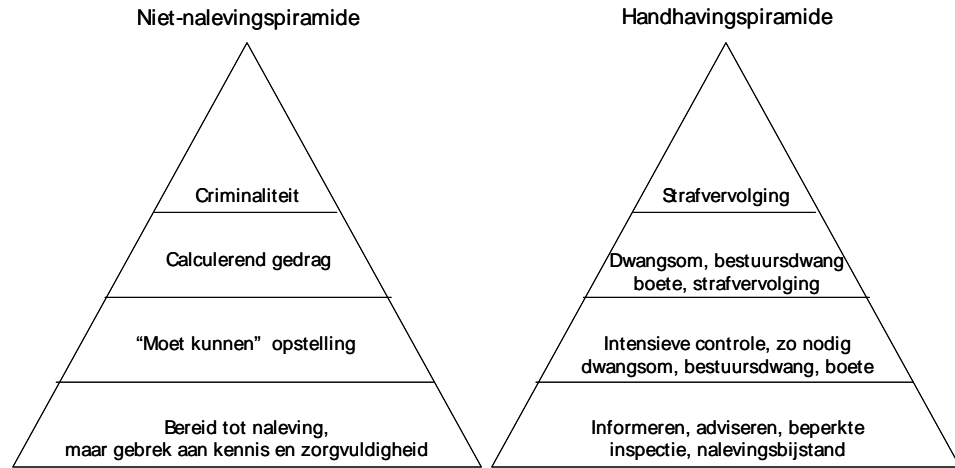 Niet-nalevingspiramide
Criminaliteit
Calculerend gedrag
“Moet kunnen” opstelling
Bereid tot naleving,
maar gebrek aan kennis en zorgvuldigheid
Handhavingspiramide
Strafvervolging
Dwangsom, bestuursdwang
boete, strafvervolging
Intensieve controle, zo nodig
dwangsom, bestuursdwang, boete
Informeren, adviseren, beperkte
inspectie, nalevingsbijstand